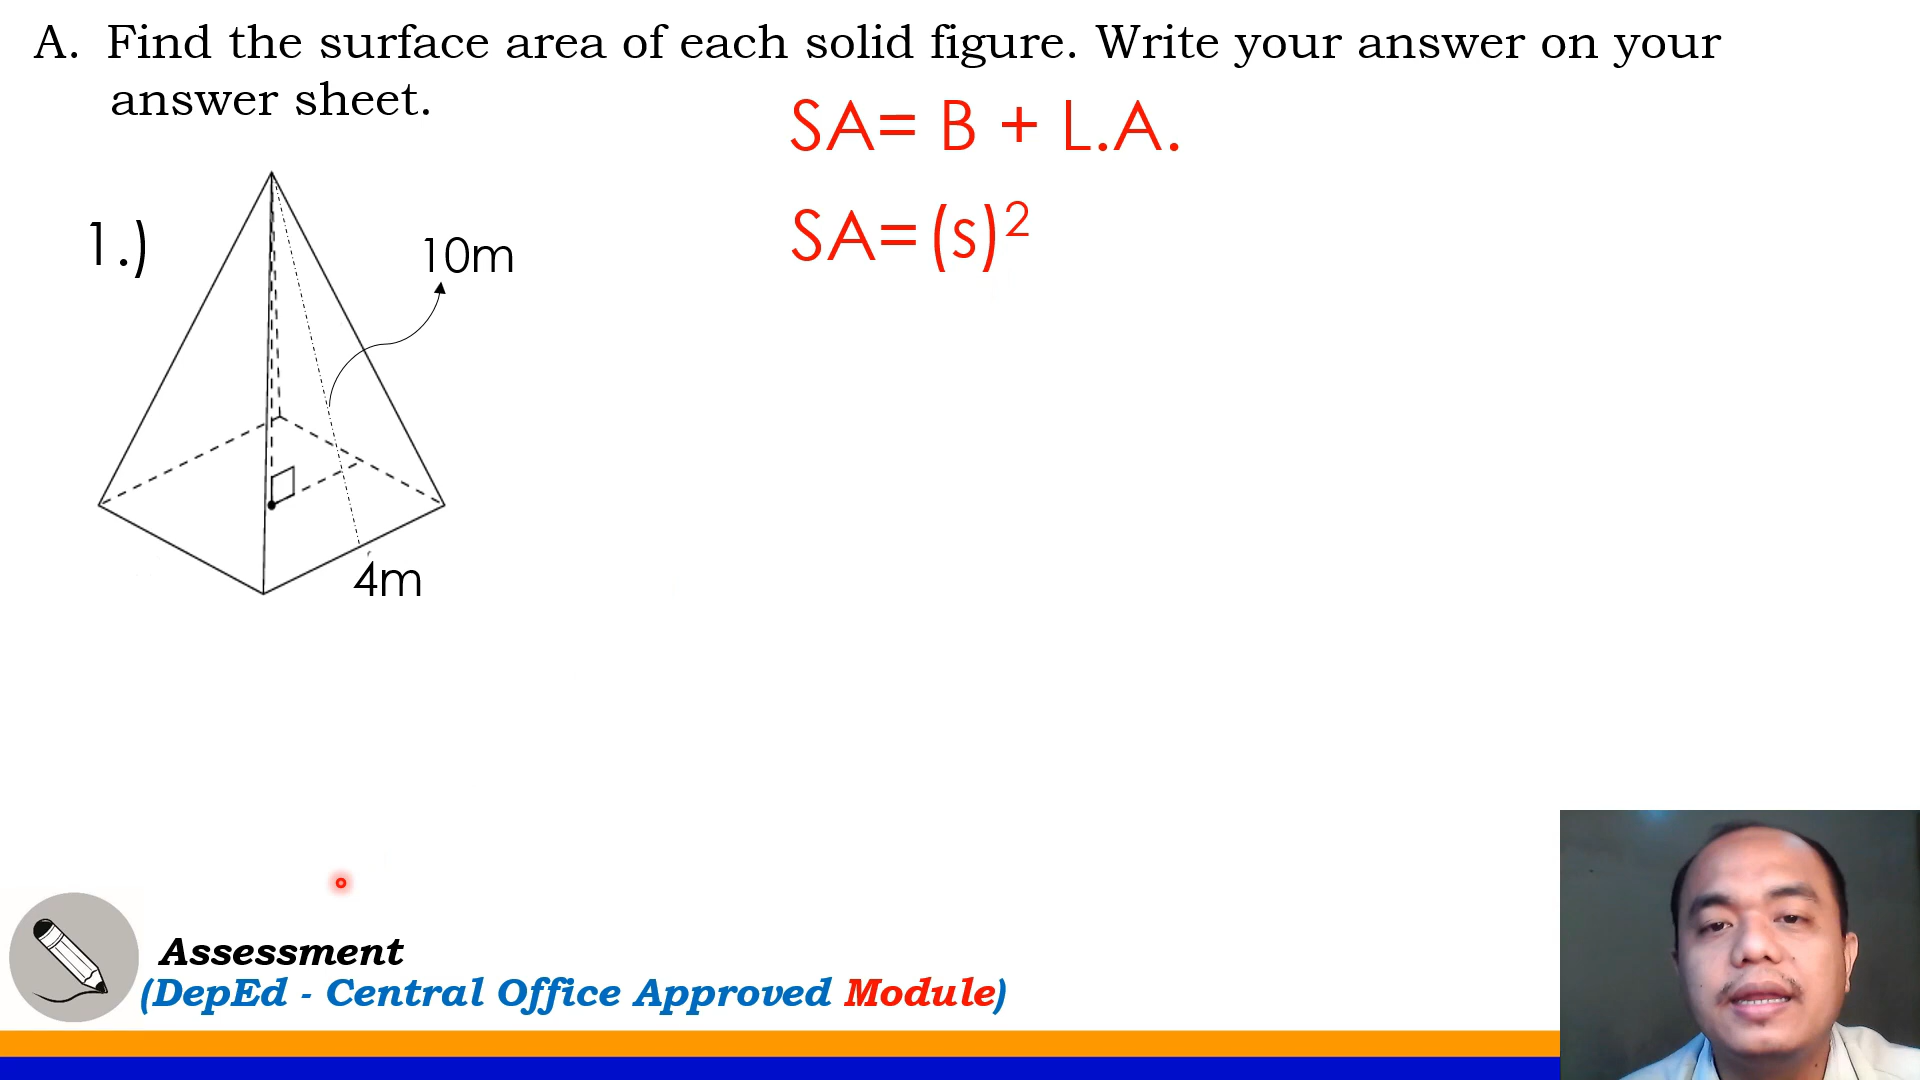 A. Find the surface area of each solid figure. Write your answer on your
answer sheet.
SA= B + L.A.
SA= (s)²
1.)
10m
4m
Assessment
(DepEd - Central Office Approved Module)